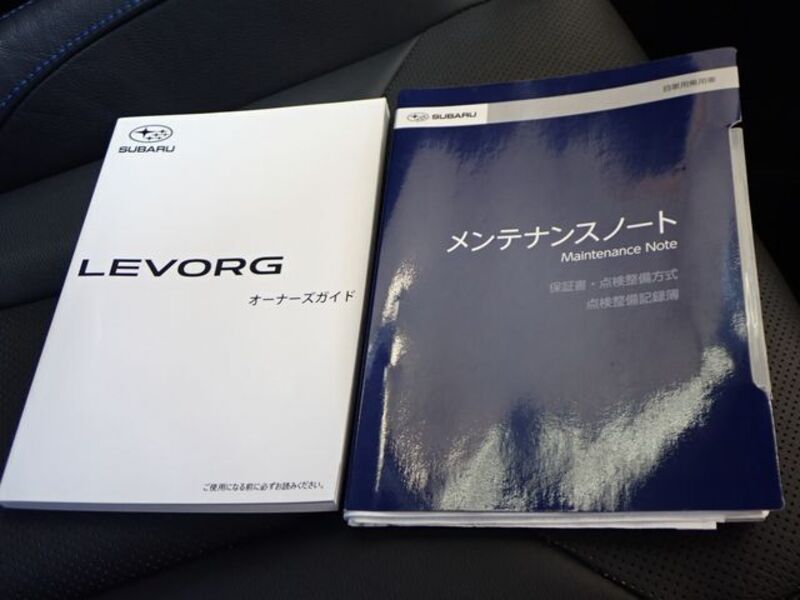 SUBARU
LEVORG
オーナーズガイド
ご使用になる前に必ずお読みください。
SUBARU
自家用乗用車
メンテナンスノート
Maintenance Note
保証書・点検整備方式
点検整備記録簿